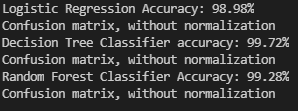 Logistic Regression Accuracy: 98.98%
Confusion matrix, without normalization
Decision Tree Classifier accuracy: 99.72%
Confusion matrix, without normalization
Random Forest Classifier Accuracy: 99.28%
Confusion matrix, without normalization